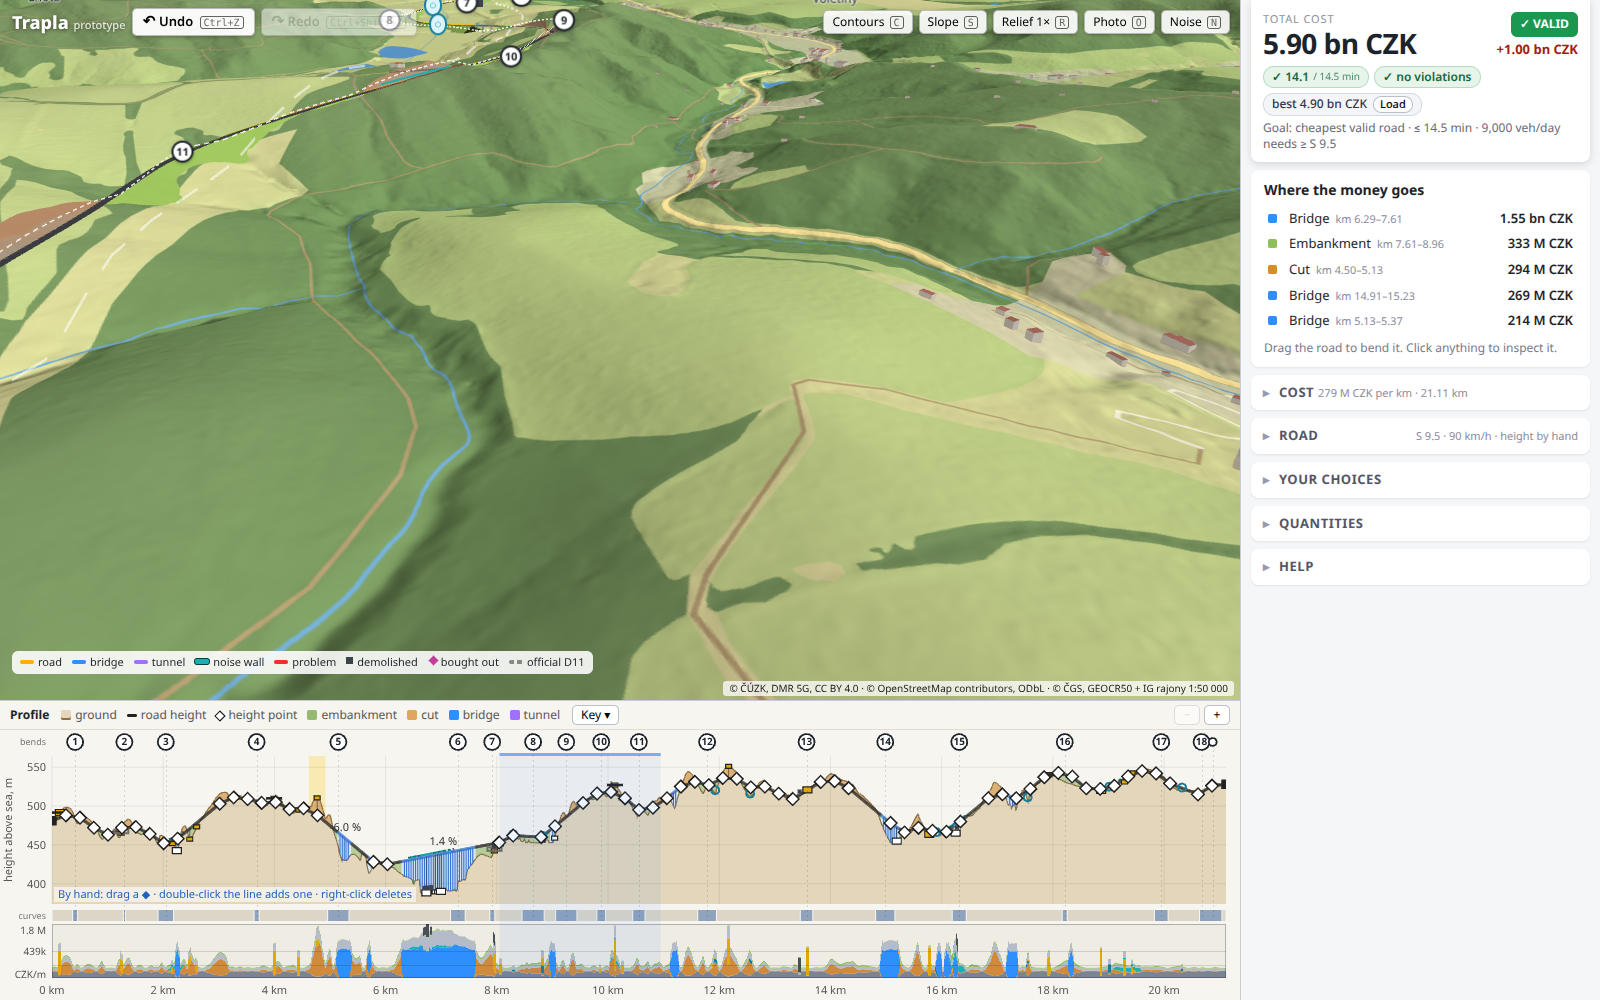 Trapla prototype
Undo Ctrl+Z
Redo
Contours C
Slope S
Relief 1× R
Photo O
Noise N
8
7
9
10
11
road
bridge
tunnel
noise wall
problem
demolished
bought out
official D11
© ČÚZK, DMR 5G, CC BY 4.0 · © OpenStreetMap contributors, ODbL · © ČGS, GEOCR50 + IG rajony 1:50 000
TOTAL COST
5.90 bn CZK
✓ VALID
+1.00 bn CZK
✓ 14.1 / 14.5 min
✓ no violations
best 4.90 bn CZK Load
Goal: cheapest valid road · ≤ 14.5 min · 9,000 veh/day
needs ≥ S 9.5
Where the money goes
Bridge km 6.29–7.61 1.55 bn CZK
Embankment km 7.61–8.96 333 M CZK
Cut km 4.50–5.13 294 M CZK
Bridge km 14.91–15.23 269 M CZK
Bridge km 5.13–5.37 214 M CZK
Drag the road to bend it. Click anything to inspect it.
COST 279 M CZK per km · 21.11 km
ROAD S 9.5 · 90 km/h · height by hand
YOUR CHOICES
QUANTITIES
HELP
Profile
ground
road height
height point
embankment
cut
bridge
tunnel
Key ▾
−
+
bends 1 2 3 4 5 6 7 8 9 10 11 12 13 14 15 16 17 18
height above sea, m
550
500
450
400
6.0 %
1.4 %
By hand: drag a ◆ · double-click the line adds one · right-click deletes
curves
1.8 M
439k
CZK/m
0 km 2 km 4 km 6 km 8 km 10 km 12 km 14 km 16 km 18 km 20 km